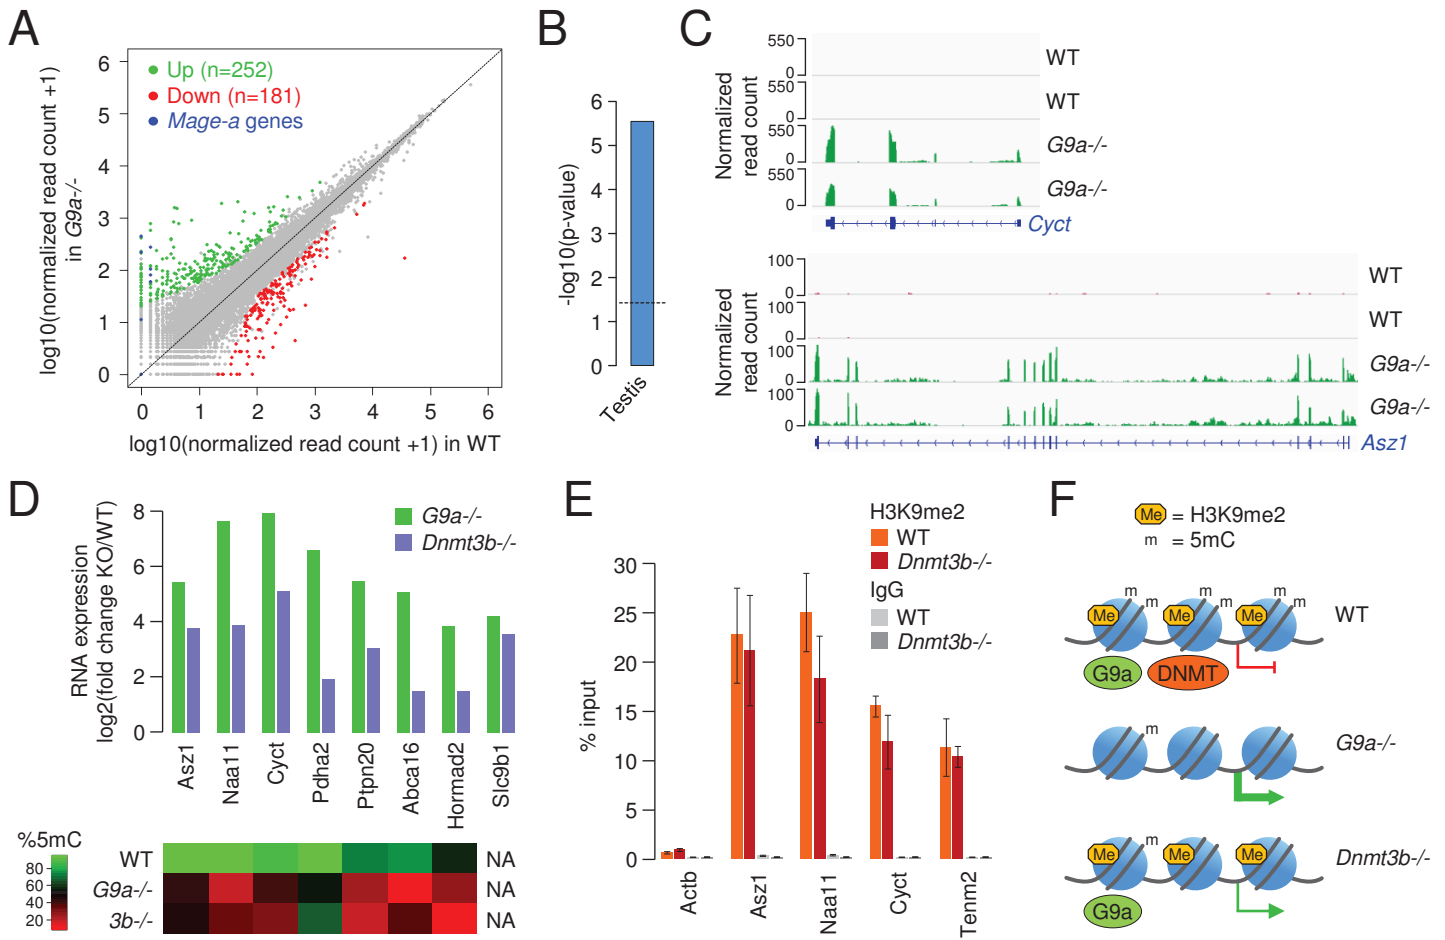 A
log10(normalized read count +1)
in G9a-/-
6
5
4
3
2
1
0
Up (n=252)
Down (n=181)
Mage-a genes
0 1 2 3 4 5 6
log10(normalized read count +1) in WT
B
-log10(p-value)
6
5
4
3
2
1
0
Testis
C
Normalized
read count
550
0
WT
550
0
WT
550
0
G9a-/-
550
0
G9a-/-
Cyct
Normalized
read count
100
0
WT
100
0
WT
100
0
G9a-/-
100
0
G9a-/-
Asz1
D
RNA expression
log2(fold change KO/WT)
8
6
4
2
0
G9a-/-
Dnmt3b-/-
Asz1
Naa11
Cyct
Pdha2
Ptpn20
Abca16
Hormad2
Slc9b1
%5mC
80
60
40
20
WT NA
G9a-/- NA
3b-/- NA
E
% input
30
25
20
15
10
5
0
H3K9me2
WT
Dnmt3b-/-
IgG
WT
Dnmt3b-/-
Actb
Asz1
Naa11
Cyct
Tenm2
F
Me = H3K9me2
m = 5mC
m m m m m
Me Me Me
WT
G9a DNMT
m
G9a-/-
m m m
Me Me Me
Dnmt3b-/-
G9a